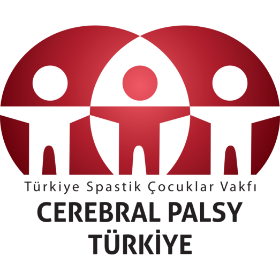 Türkiye Spastik Çocuklar Vakfı
CEREBRAL PALSY
TÜRKİYE